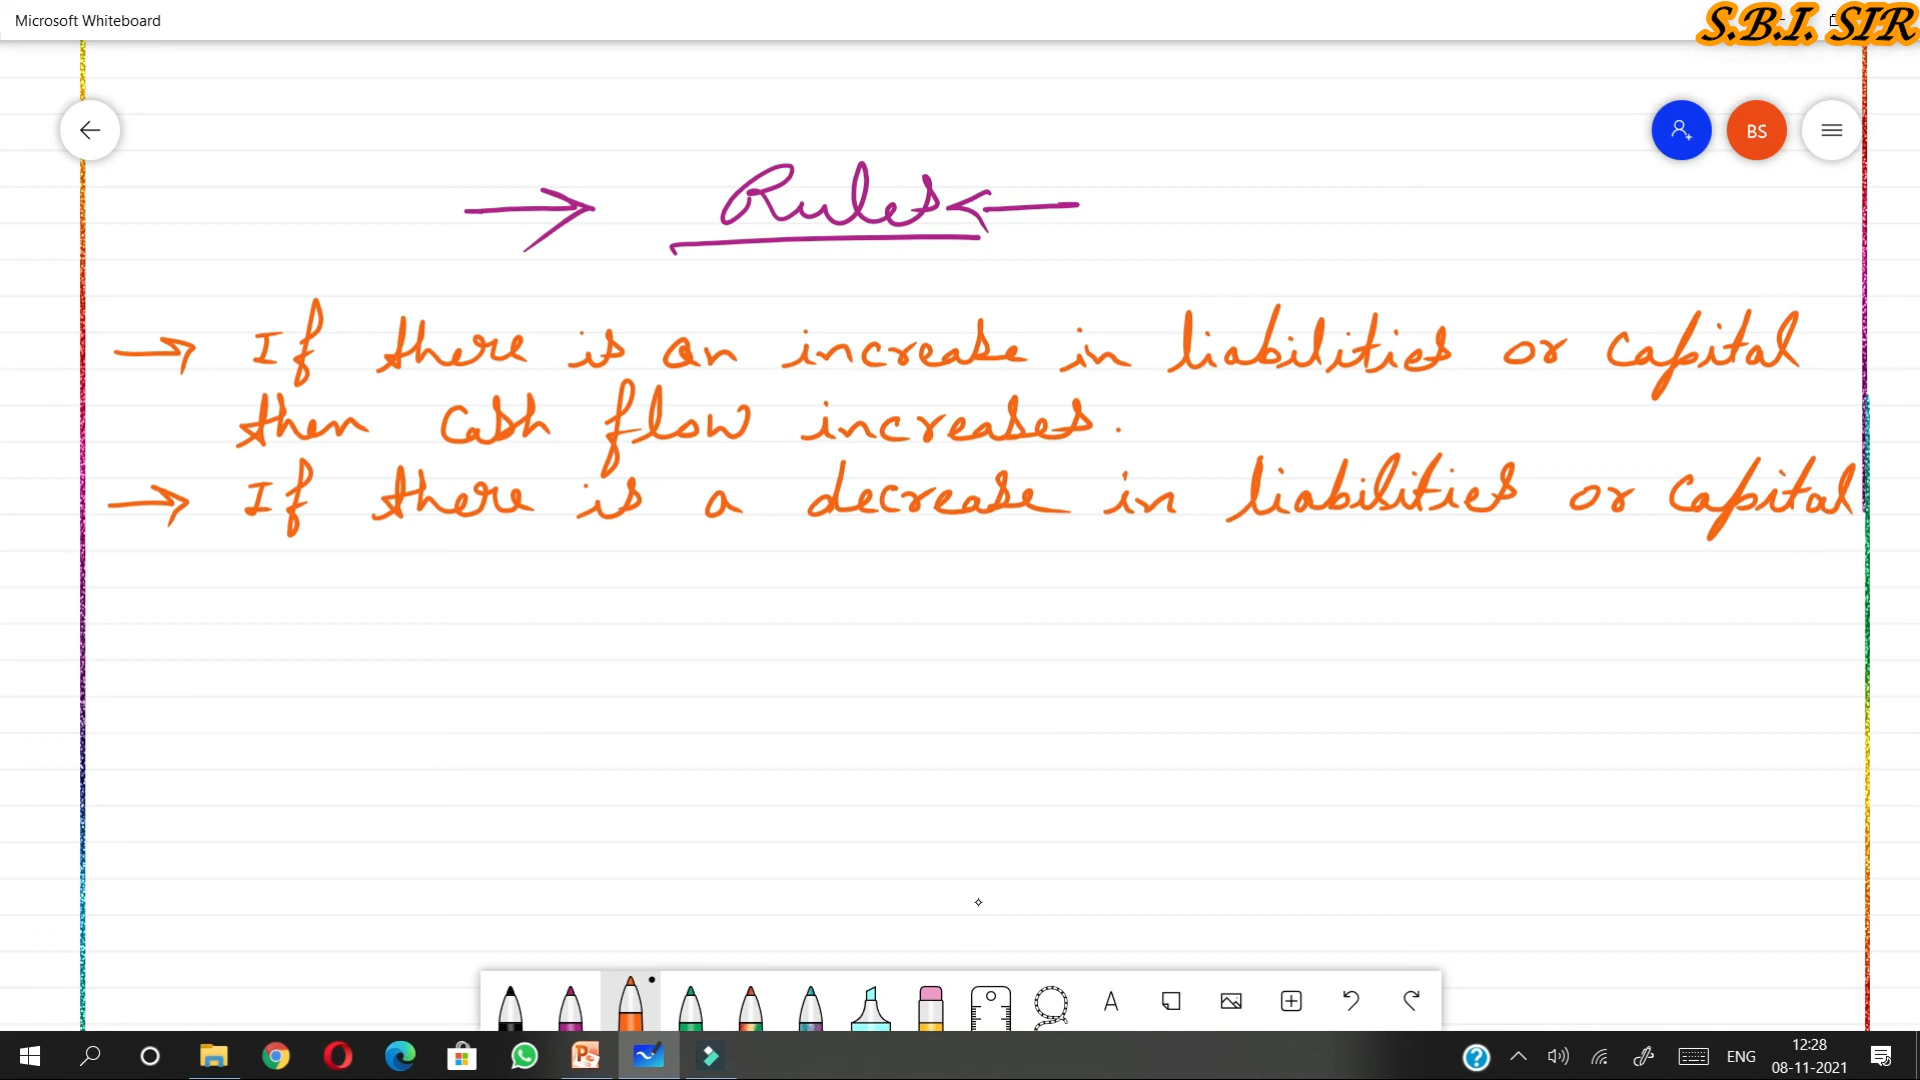 Microsoft Whiteboard
S.B.I. SIR
BS
Rules
→ If there is an increase in liabilities or capital
then cash flow increases.
→ If there is a decrease in liabilities or capital
A
ENG
12:28
08-11-2021